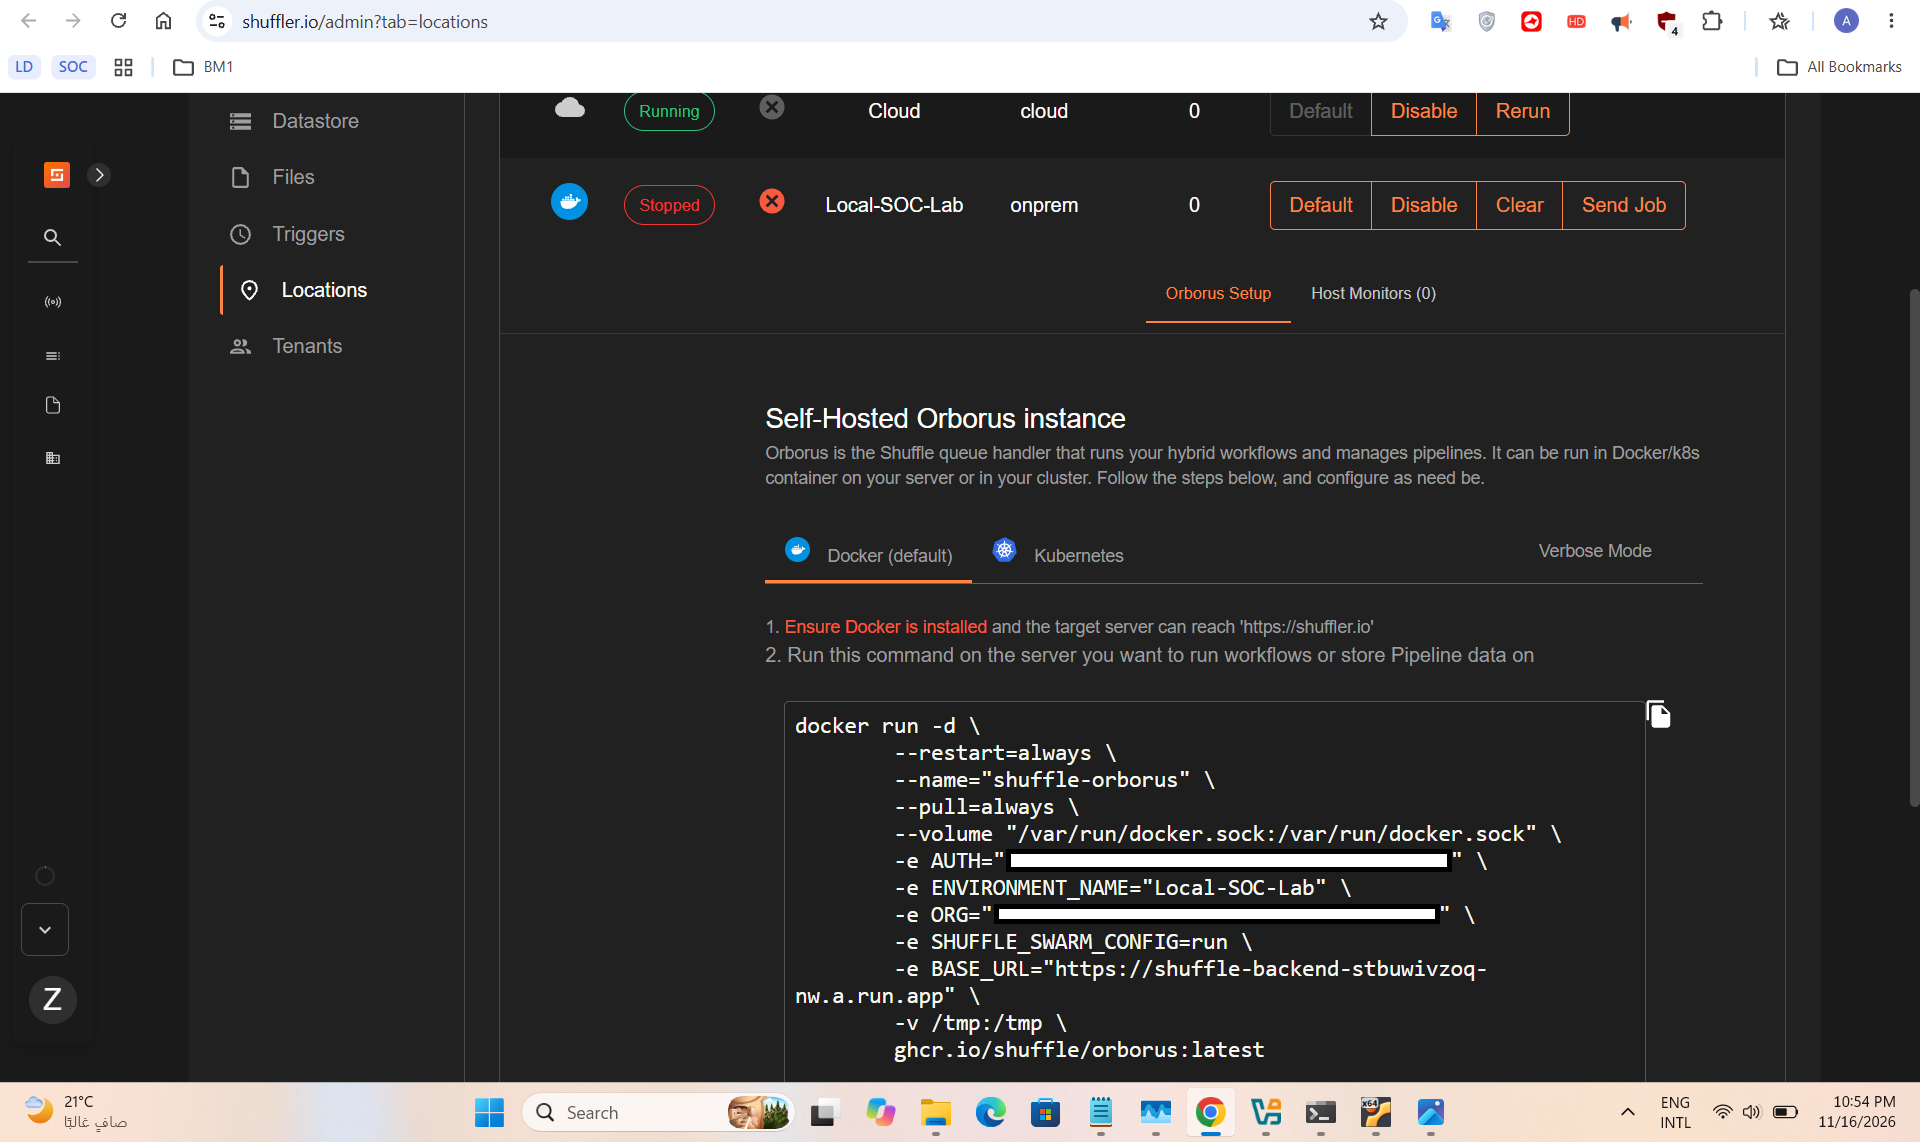 shuffler.io/admin?tab=locations
HD
4
A
LD
SOC
BM1
All Bookmarks
Datastore
Files
Triggers
Locations
Tenants
Z
Running
Cloud
cloud
0
Default
Disable
Rerun
Stopped
Local-SOC-Lab
onprem
0
Default
Disable
Clear
Send Job
Orborus Setup
Host Monitors (0)
Self-Hosted Orborus instance
Orborus is the Shuffle queue handler that runs your hybrid workflows and manages pipelines. It can be run in Docker/k8s
container on your server or in your cluster. Follow the steps below, and configure as need be.
Docker (default)
Kubernetes
Verbose Mode
1. Ensure Docker is installed and the target server can reach 'https://shuffler.io'
2. Run this command on the server you want to run workflows or store Pipeline data on
docker run -d \
--restart=always \
--name="shuffle-orborus" \
--pull=always \
--volume "/var/run/docker.sock:/var/run/docker.sock" \
-e AUTH="" \
-e ENVIRONMENT_NAME="Local-SOC-Lab" \
-e ORG="" \
-e SHUFFLE_SWARM_CONFIG=run \
-e BASE_URL="https://shuffle-backend-stbuwivzoq-
nw.a.run.app" \
-v /tmp:/tmp \
ghcr.io/shuffle/orborus:latest
21°C
صافٍ غالبًا
Search
x64
ENG
INTL
10:54 PM
11/16/2026